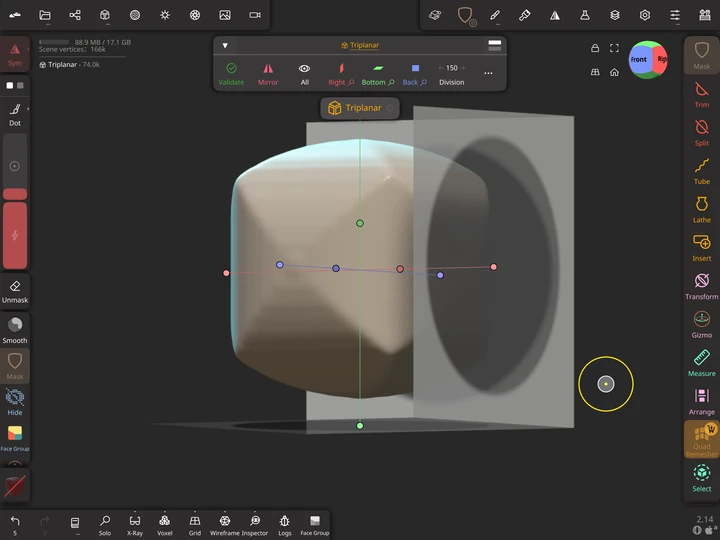 88.9 MB / 17.1 GB
Scene vertices: 166k
Triplanar - 74.0k
Triplanar
Validate
Mirror
All
Right
Bottom
Back
150
Division
...
Triplanar
Front
Righ
Sym
Dot
Unmask
Smooth
Mask
Hide
Face Group
Mask
Trim
Split
Tube
Lathe
Insert
Transform
Gizmo
Measure
Arrange
Quad Remesher
Select
2.14
5
...
Solo
X-Ray
Voxel
Grid
Wireframe
Inspector
Logs
Face Group